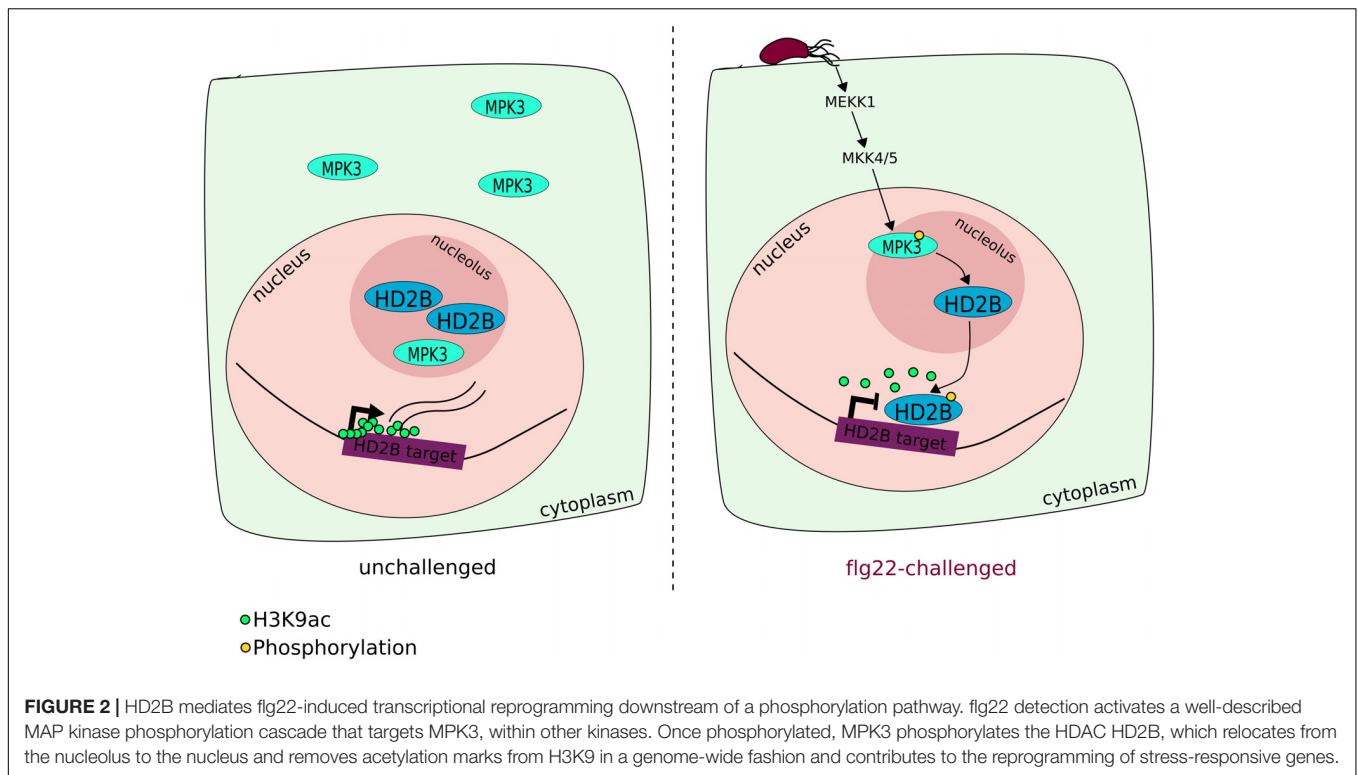 MPK3
MPK3
MPK3
nucleus
nucleolus
HD2B
HD2B
MPK3
HD2B target
cytoplasm
unchallenged
MEKK1
MKK4/5
nucleus
nucleolus
MPK3
HD2B
HD2B
HD2B target
cytoplasm
flg22-challenged
H3K9ac
Phosphorylation
FIGURE 2 | HD2B mediates flg22-induced transcriptional reprogramming downstream of a phosphorylation pathway. flg22 detection activates a well-described
MAP kinase phosphorylation cascade that targets MPK3, within other kinases. Once phosphorylated, MPK3 phosphorylates the HDAC HD2B, which relocates from
the nucleolus to the nucleus and removes acetylation marks from H3K9 in a genome-wide fashion and contributes to the reprogramming of stress-responsive genes.